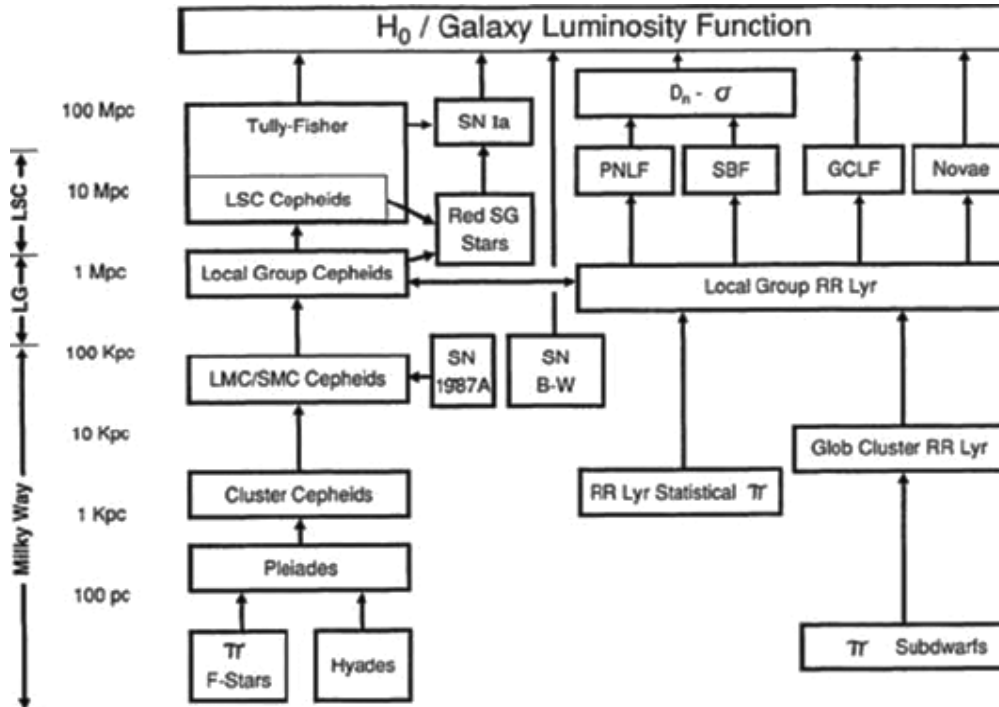 H₀ / Galaxy Luminosity Function
100 Mpc
Tully-Fisher
SN Ia
Dₙ - σ
PNLF
SBF
GCLF
Novae
LSC
10 Mpc
LSC Cepheids
Red SG
Stars
1 Mpc
LG
Local Group Cepheids
Local Group RR Lyr
100 Kpc
LMC/SMC Cepheids
SN
1987A
SN
B-W
10 Kpc
Glob Cluster RR Lyr
Cluster Cepheids
RR Lyr Statistical π
1 Kpc
Milky Way
Pleiades
100 pc
π
F-Stars
Hyades
π Subdwarfs